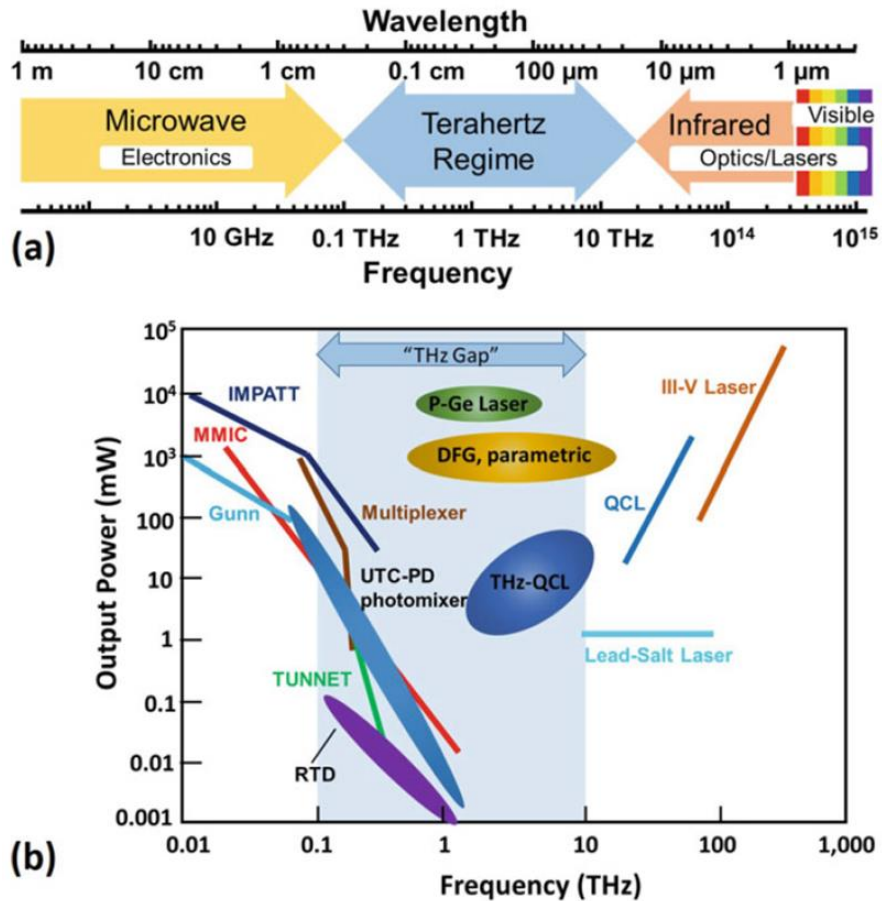 Wavelength
1 m 10 cm 1 cm 0.1 cm 100 µm 10 µm 1 µm
Microwave
Electronics
Terahertz
Regime
Infrared
Visible
Optics/Lasers
10 GHz 0.1 THz 1 THz 10 THz 10¹⁴ 10¹⁵
Frequency
(a)
"THz Gap"
IMPATT
MMIC
Gunn
Multiplexer
UTC-PD
photomixer
TUNNET
RTD
P-Ge Laser
DFG, parametric
THz-QCL
QCL
III-V Laser
Lead-Salt Laser
Output Power (mW)
10⁵
10⁴
10³
100
10
1
0.1
0.01
0.001
0.01 0.1 1 10 100 1,000
Frequency (THz)
(b)